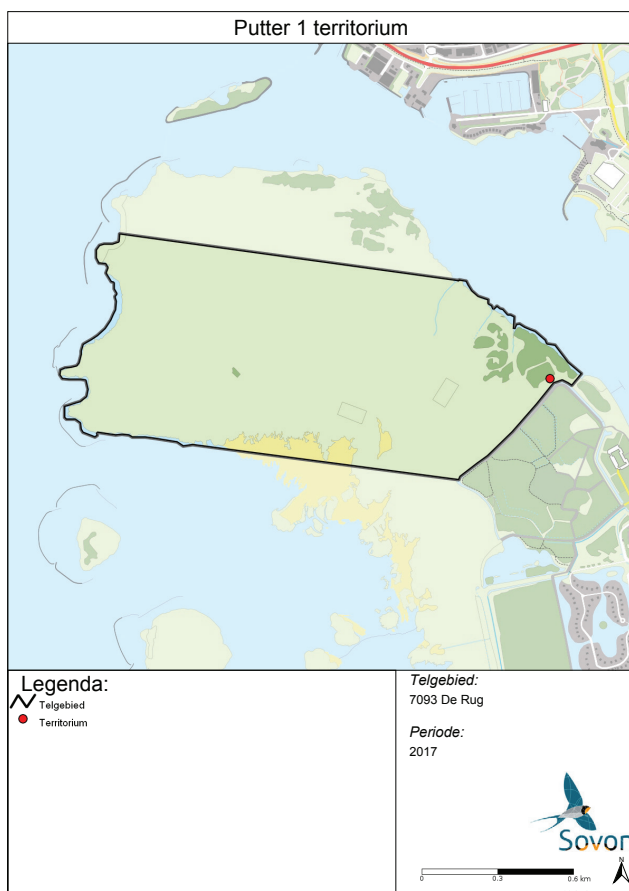 Putter 1 territorium
Legenda:
Telgebied
Territorium
Telgebied:
7093 De Rug
Periode:
2017
Sovon
N
0 0.3 0.6 km